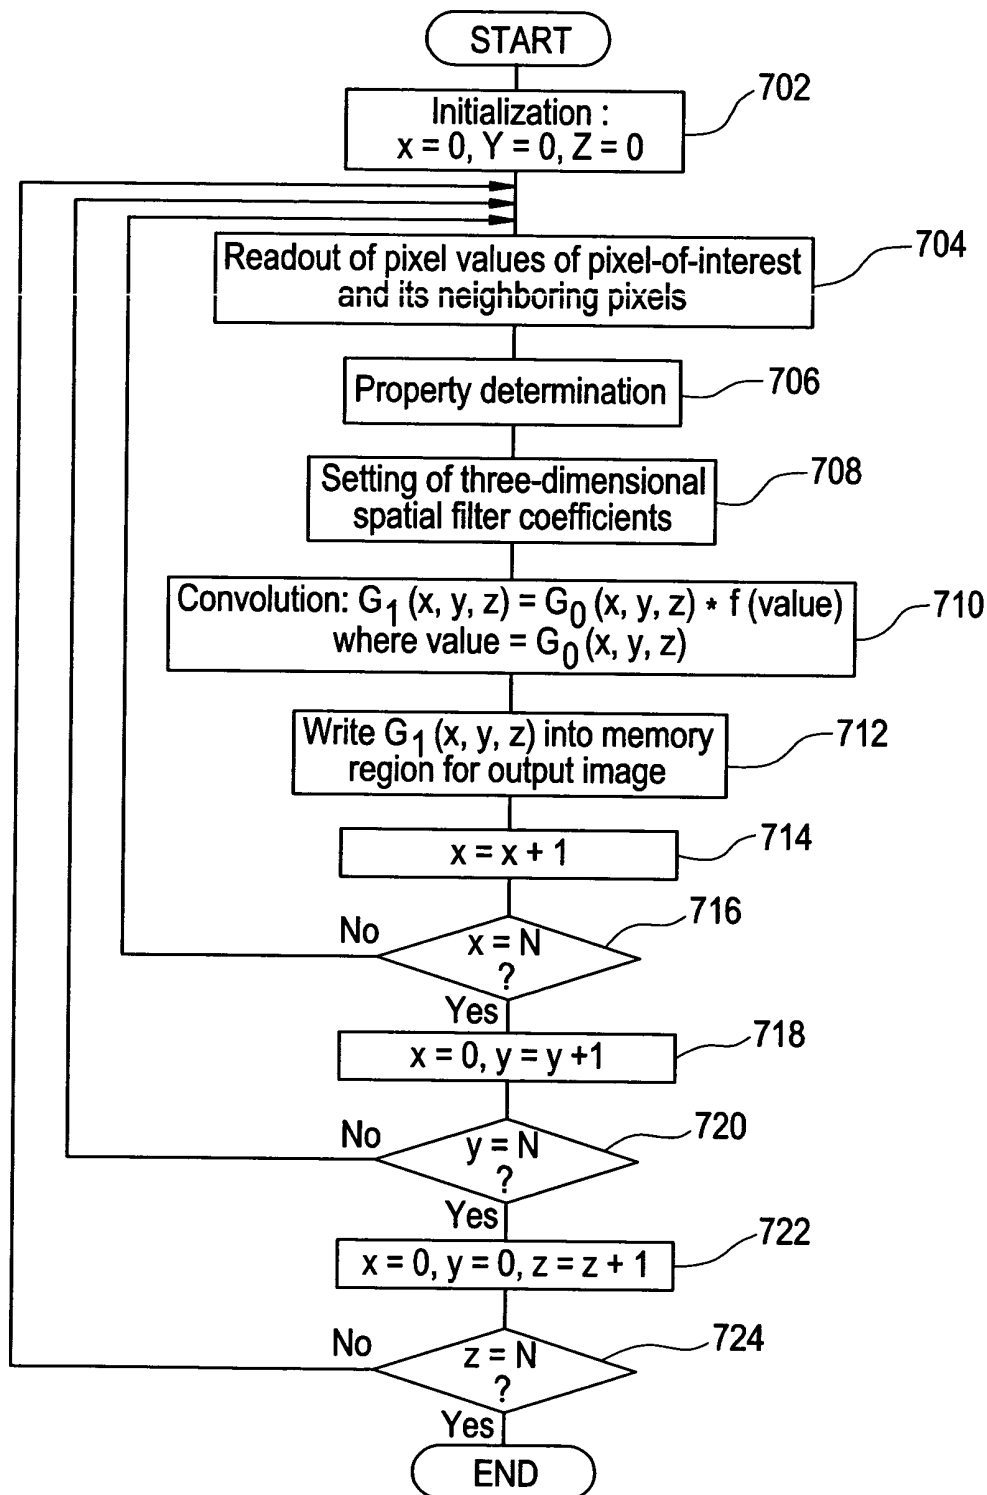 START
Initialization :
x = 0, Y = 0, Z = 0
702
Readout of pixel values of pixel-of-interest
and its neighboring pixels
704
Property determination
706
Setting of three-dimensional
spatial filter coefficients
708
Convolution: G1 (x, y, z) = G0 (x, y, z) * f (value)
where value = G0 (x, y, z)
710
Write G1 (x, y, z) into memory
region for output image
712
x = x + 1
714
x = N
?
716
No
Yes
x = 0, y = y +1
718
y = N
?
720
No
Yes
x = 0, y = 0, z = z + 1
722
z = N
?
724
No
Yes
END